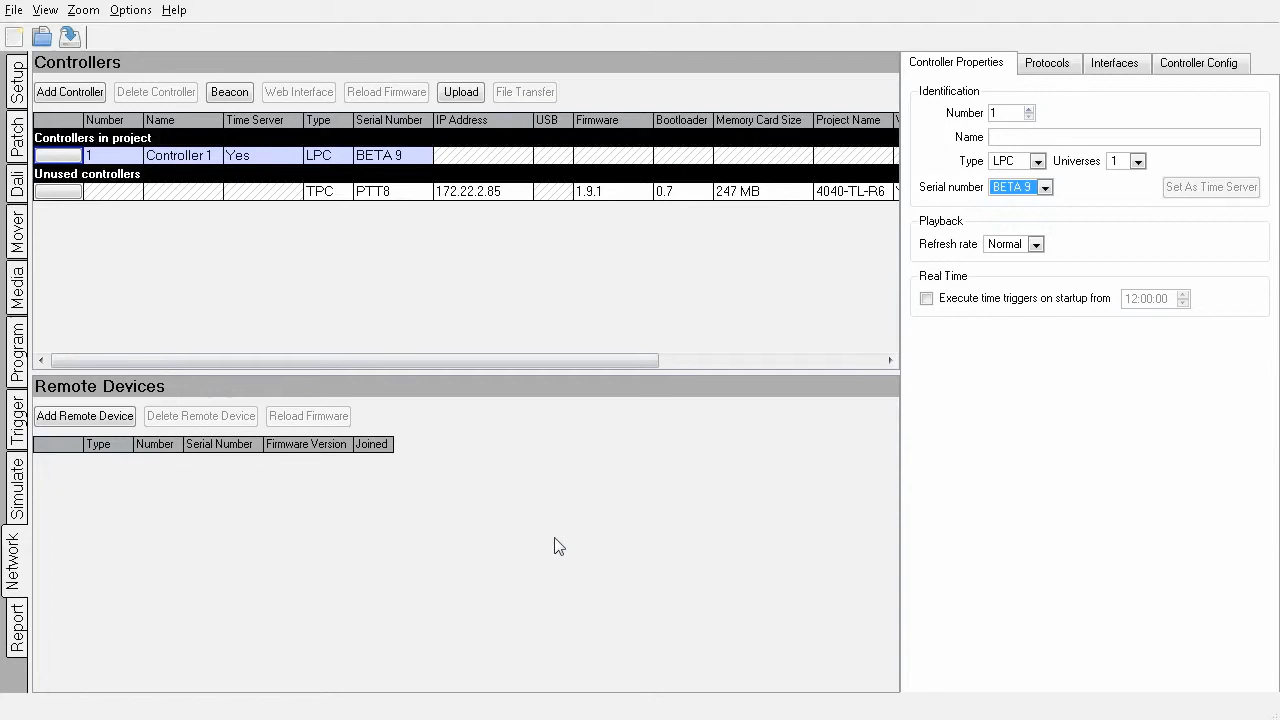 File View Zoom Options Help
Setup
Patch
Dali
Mover
Media
Program
Trigger
Simulate
Network
Report
Controllers
Add Controller Delete Controller Beacon Web Interface Reload Firmware Upload File Transfer
Number Name Time Server Type Serial Number IP Address USB Firmware Bootloader Memory Card Size Project Name
Controllers in project
1 Controller 1 Yes LPC BETA 9
Unused controllers
TPC PTT8 172.22.2.85 1.9.1 0.7 247 MB 4040-TL-R6
Remote Devices
Add Remote Device Delete Remote Device Reload Firmware
Type Number Serial Number Firmware Version Joined
Controller Properties Protocols Interfaces Controller Config
Identification
Number 1
Name
Type LPC Universes 1
Serial number BETA 9 Set As Time Server
Playback
Refresh rate Normal
Real Time
Execute time triggers on startup from 12:00:00